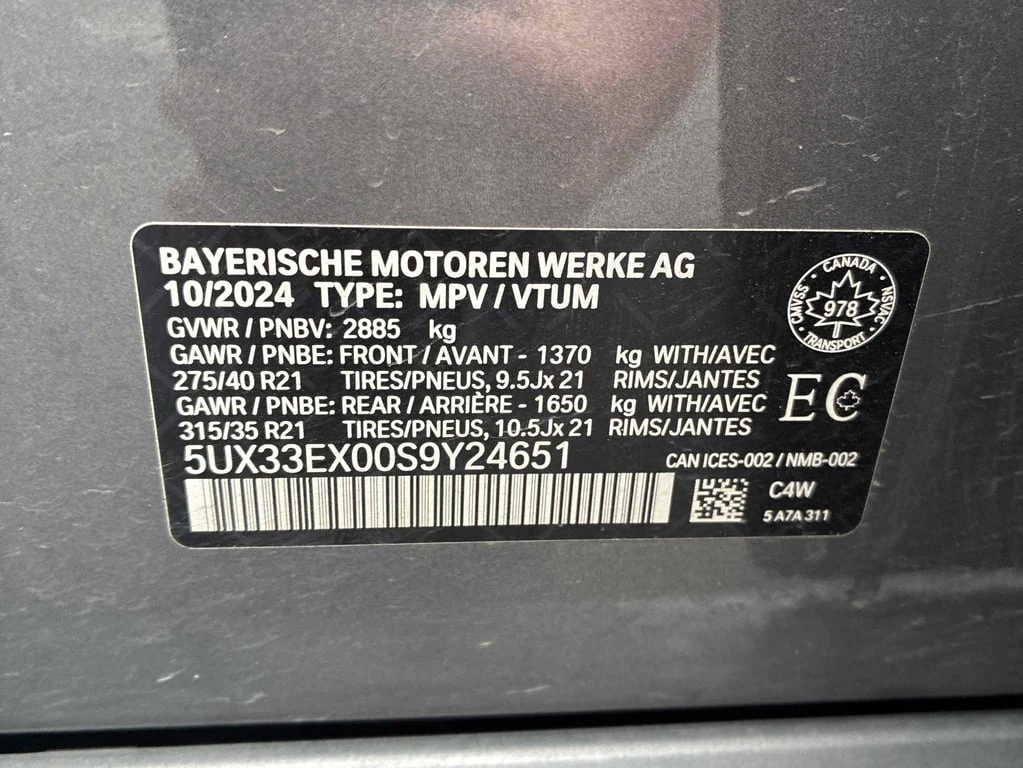 BAYERISCHE MOTOREN WERKE AG
10/2024 TYPE: MPV / VTUM
GVWR / PNBV: 2885 kg
GAWR / PNBE: FRONT / AVANT - 1370 kg WITH/AVEC
275/40 R21 TIRES/PNEUS, 9.5Jx 21 RIMS/JANTES
GAWR / PNBE: REAR / ARRIÈRE - 1650 kg WITH/AVEC
315/35 R21 TIRES/PNEUS, 10.5Jx 21 RIMS/JANTES
5UX33EX00S9Y24651
CANADA
CMVSS 978 NSVAC
TRANSPORT
EC
CAN ICES-002 / NMB-002
C4W
5 A7A 311